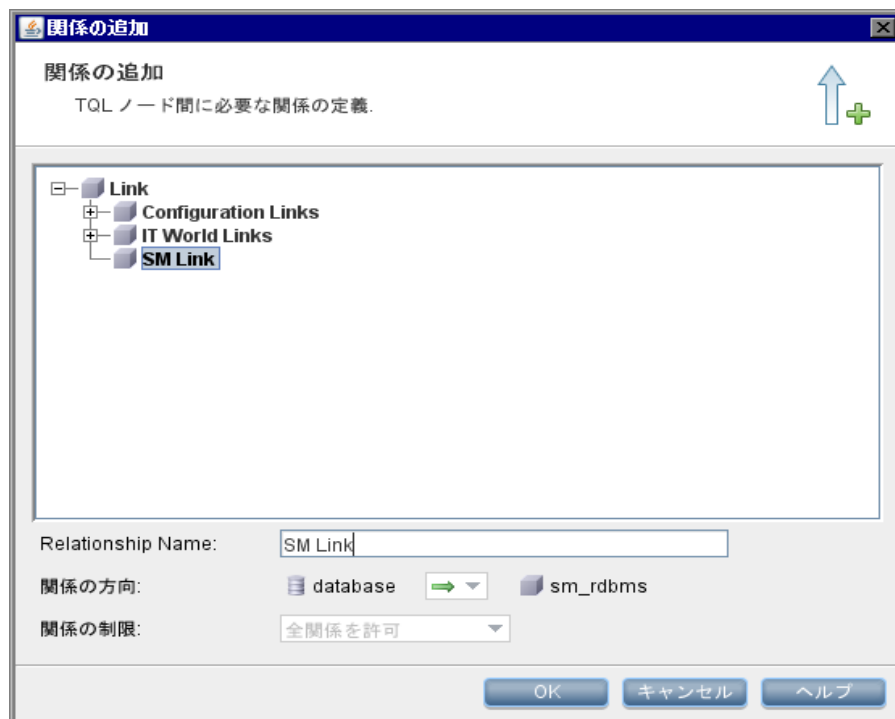 関係の追加
関係の追加
TQL ノード間に必要な関係の定義.
Link
Configuration Links
IT World Links
SM Link
Relationship Name: SM Link
関係の方向: database sm_rdbms
関係の制限: 全関係を許可
OK キャンセル ヘルプ